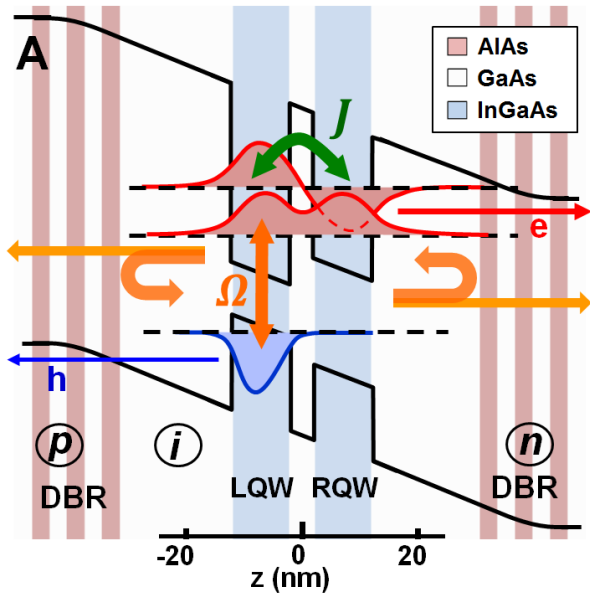 A
AlAs
GaAs
InGaAs
J
e
Ω
h
p
i
n
DBR
LQW
RQW
DBR
-20
0
20
z (nm)